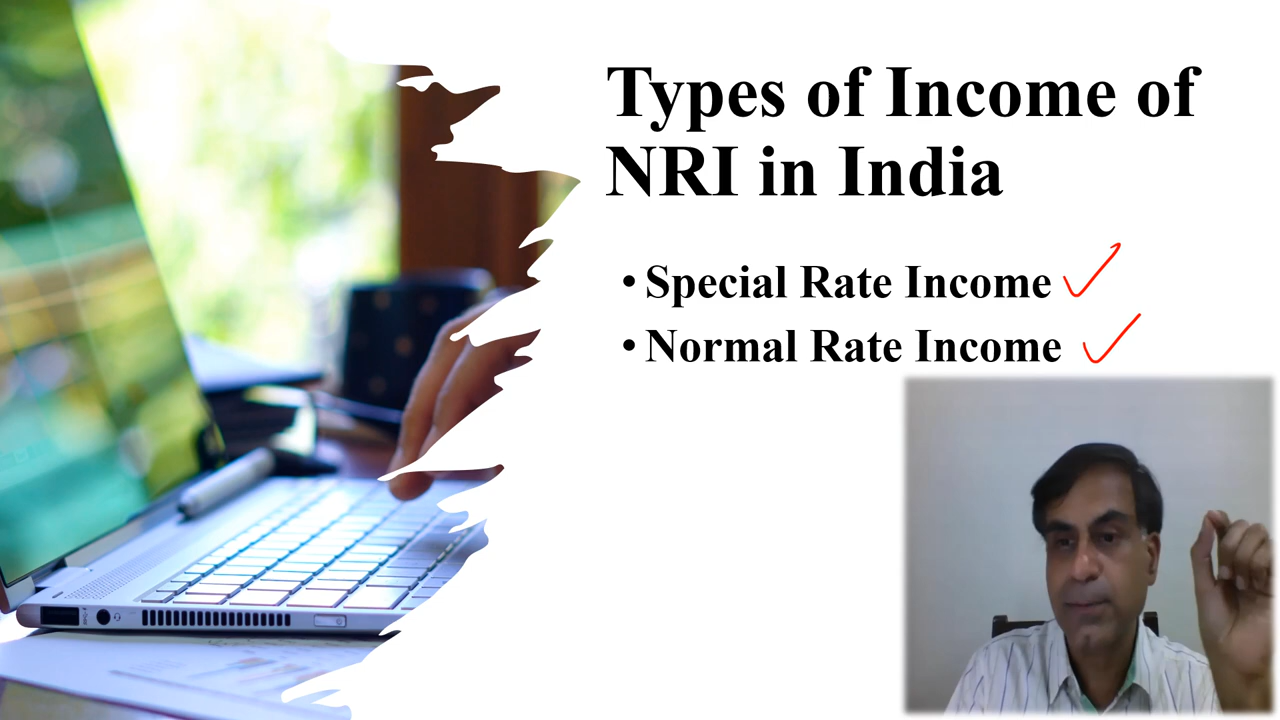 Types of Income of
NRI in India
• Special Rate Income
• Normal Rate Income